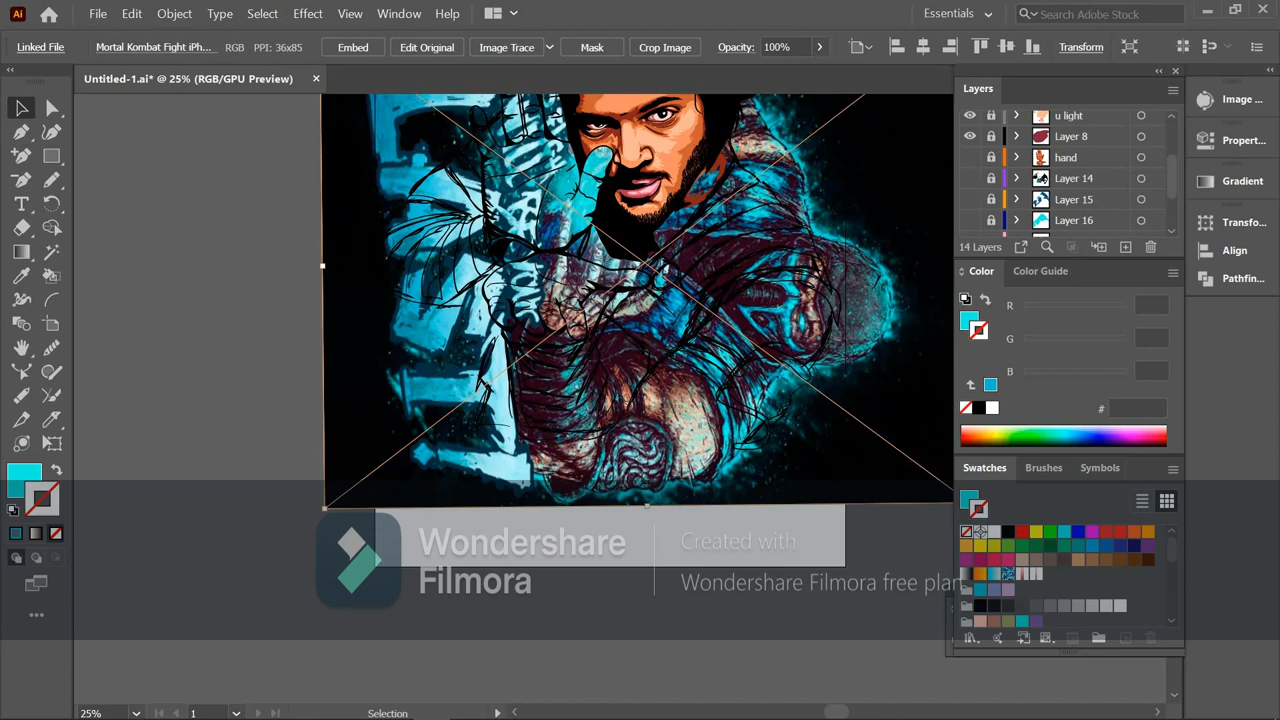 Ai File Edit Object Type Select Effect View Window Help Essentials Search Adobe Stock
Linked File Mortal Kombat Fight iPh... RGB PPI: 36x85 Embed Edit Original Image Trace Mask Crop Image Opacity: 100% Transform
Untitled-1.ai* @ 25% (RGB/GPU Preview)
Layers
u light
Layer 8
hand
Layer 14
Layer 15
Layer 16
14 Layers
Color Color Guide
R
G
B
#
Swatches Brushes Symbols
Image ...
Propert...
Gradient
Transfo...
Align
Pathfin...
Wondershare
Filmora
Created with
Wondershare Filmora free plan
25% 1 Selection